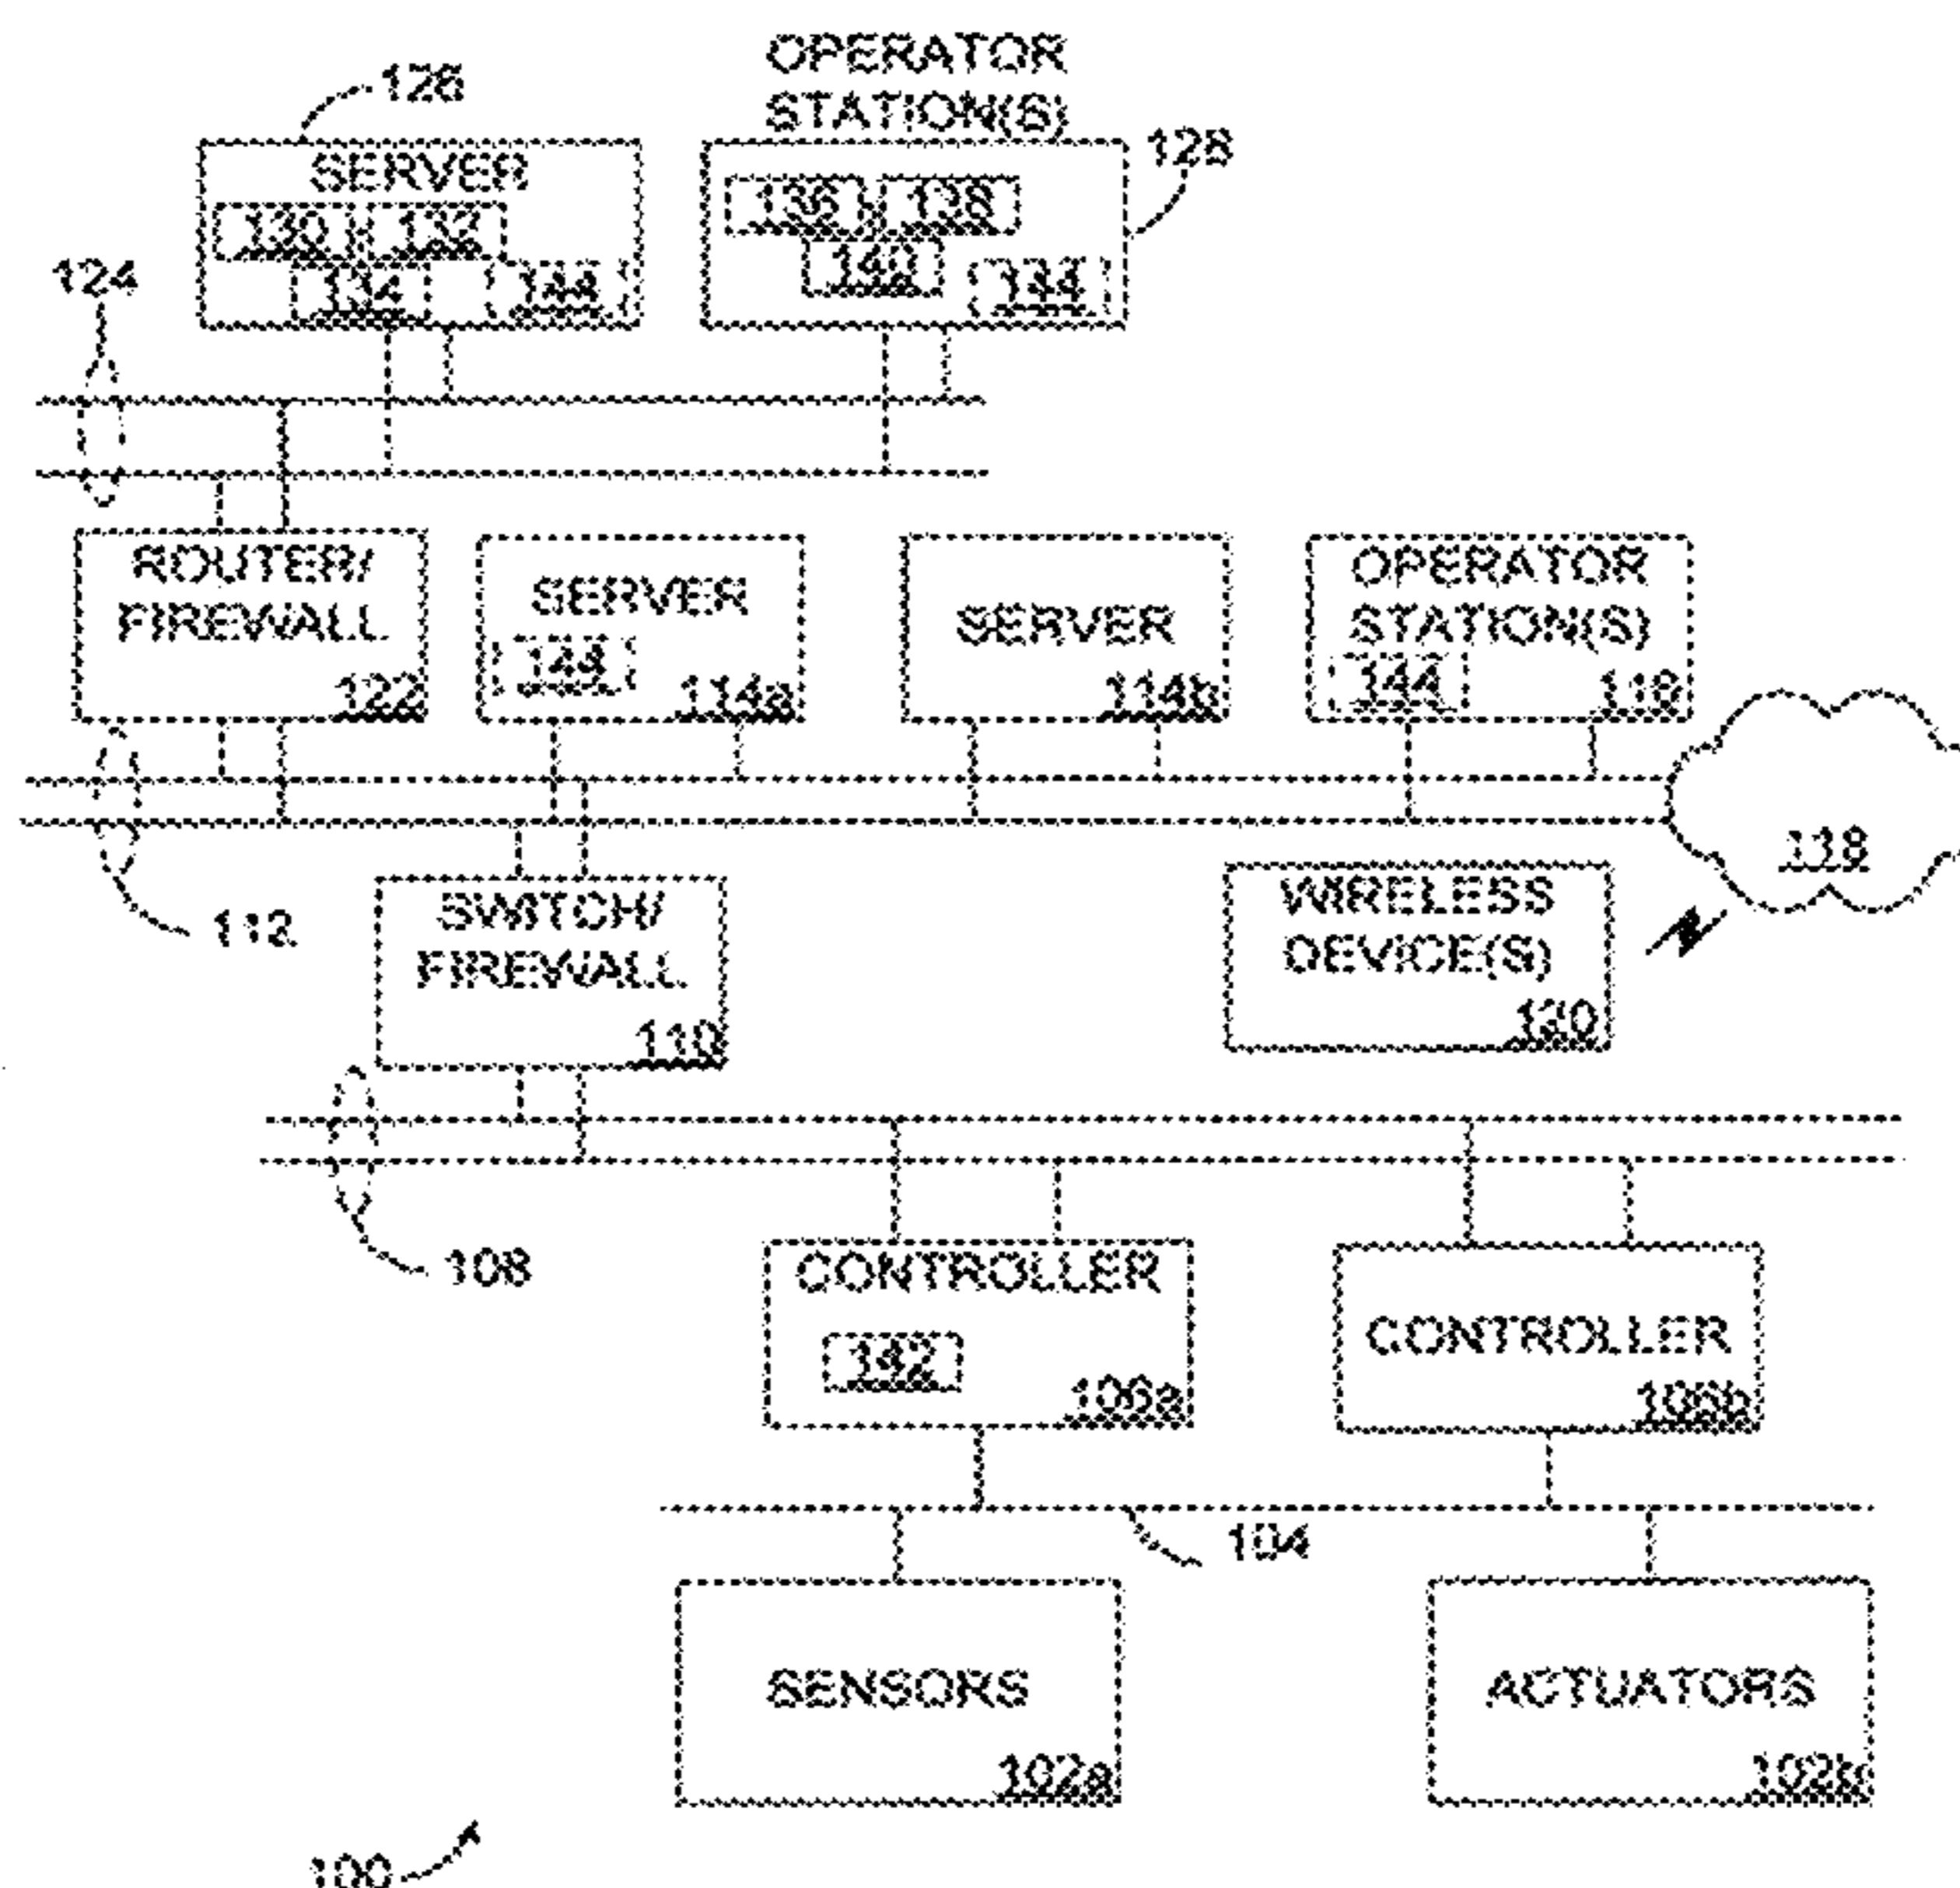 OPERATOR
STATION(S)
126
128
SERVER
130 132
134 144
136 138
140 144
124
ROUTER/
FIREWALL
122
SERVER
144
114a
SERVER
114b
OPERATOR
STATION(S)
144
116
118
112
SWITCH/
FIREWALL
110
WIRELESS
DEVICE(S)
120
108
CONTROLLER
142
106a
CONTROLLER
106b
104
SENSORS
102a
ACTUATORS
102b
100